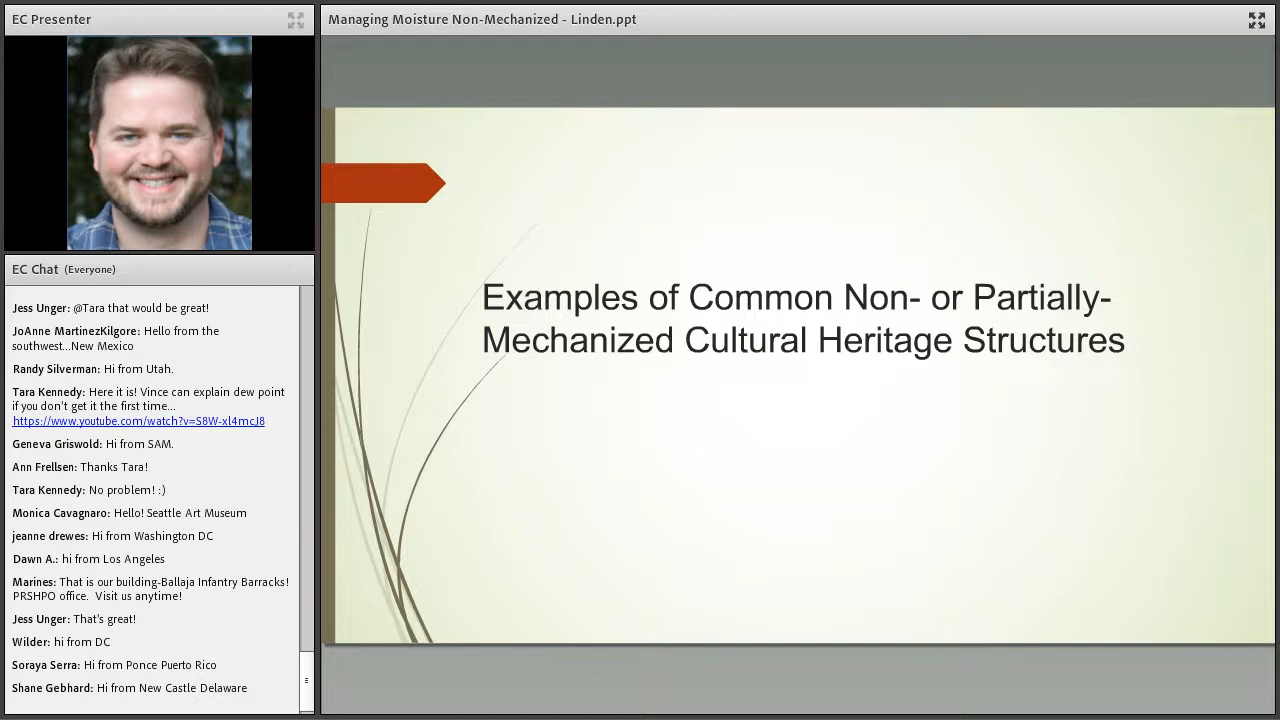 EC Presenter
Managing Moisture Non-Mechanized - Linden.ppt
Examples of Common Non- or Partially-
Mechanized Cultural Heritage Structures
EC Chat (Everyone)
Jess Unger: @Tara that would be great!
JoAnne MartinezKilgore: Hello from the
southwest...New Mexico
Randy Silverman: Hi from Utah.
Tara Kennedy: Here it is! Vince can explain dew point
if you don't get it the first time...
https://www.youtube.com/watch?v=S8W-xl4mcJ8
Geneva Griswold: Hi from SAM.
Ann Frellsen: Thanks Tara!
Tara Kennedy: No problem! :)
Monica Cavagnaro: Hello! Seattle Art Museum
jeanne drewes: Hi from Washington DC
Dawn A.: hi from Los Angeles
Marines: That is our building-Ballaja Infantry Barracks!
PRSHPO office.  Visit us anytime!
Jess Unger: That's great!
Wilder: hi from DC
Soraya Serra: Hi from Ponce Puerto Rico
Shane Gebhard: Hi from New Castle Delaware